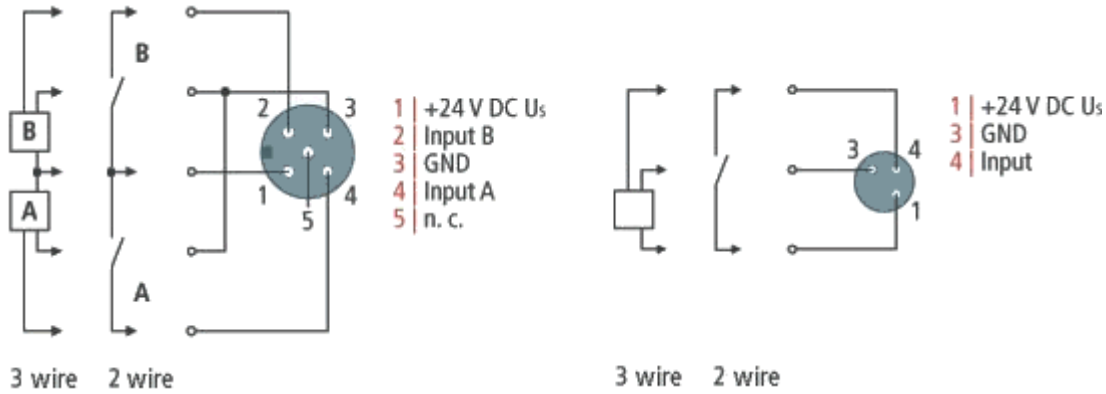 B
B
A
A
2
3
1
4
5
1 | +24 V DC Us
2 | Input B
3 | GND
4 | Input A
5 | n. c.
3 wire 2 wire
3
4
1
1 | +24 V DC Us
3 | GND
4 | Input
3 wire 2 wire